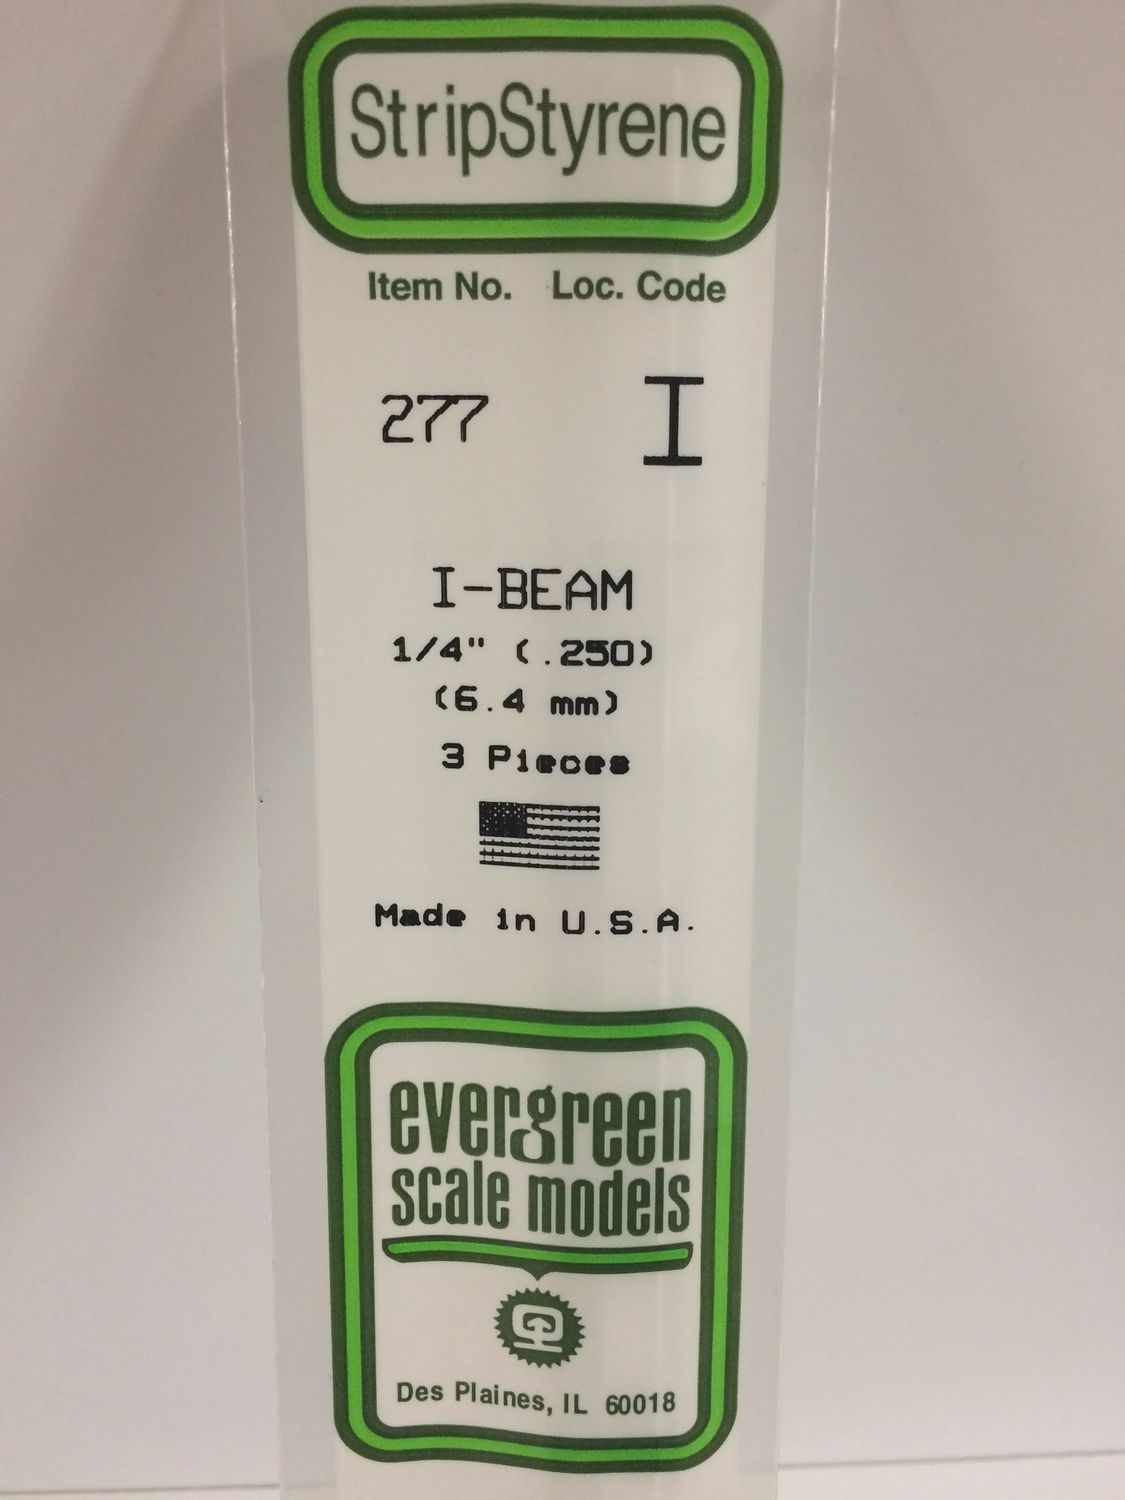 StripStyrene
Item No. Loc. Code
277 I
I-BEAM
1/4" (.250)
(6.4 mm)
3 Pieces
Made in U.S.A.
evergreen
scale models
Des Plaines, IL 60018